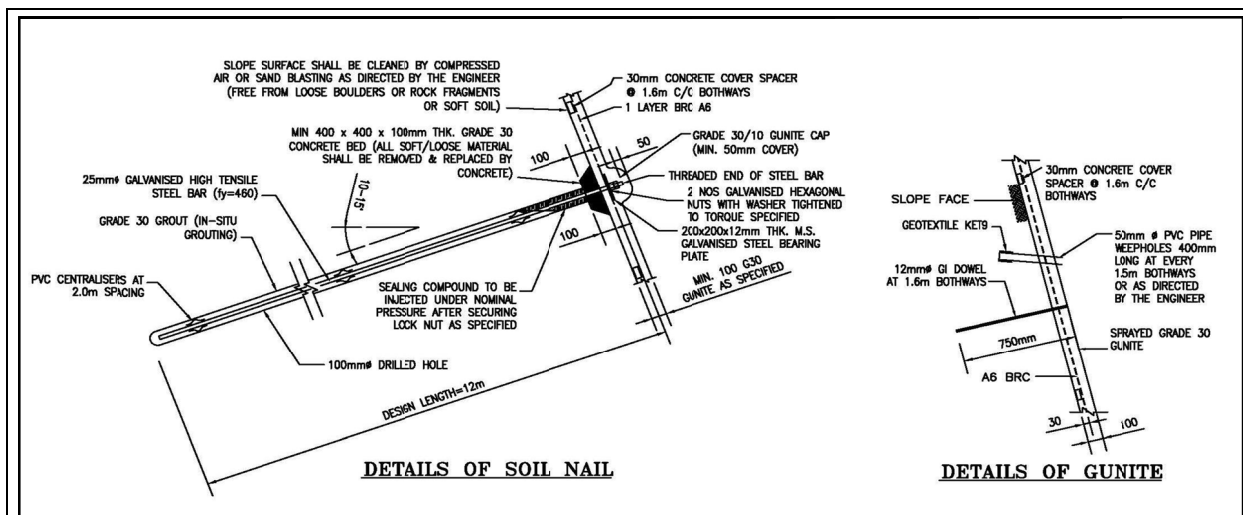 SLOPE SURFACE SHALL BE CLEANED BY COMPRESSED
AIR OR SAND BLASTING AS DIRECTED BY THE ENGINEER
(FREE FROM LOOSE BOULDERS OR ROCK FRAGMENTS
OR SOFT SOIL)
30mm CONCRETE COVER SPACER
@ 1.6m C/C BOTHWAYS
1 LAYER BRC A6
MIN 400 x 400 x 100mm THK. GRADE 30
CONCRETE BED (ALL SOFT/LOOSE MATERIAL
SHALL BE REMOVED & REPLACED BY
CONCRETE)
100
50
GRADE 30/10 GUNITE CAP
(MIN. 50mm COVER)
THREADED END OF STEEL BAR
2 NOS GALVANISED HEXAGONAL
NUTS WITH WASHER TIGHTENED
TO TORQUE SPECIFIED
200x200x12mm THK. M.S.
GALVANISED STEEL BEARING
PLATE
25mmø GALVANISED HIGH TENSILE
STEEL BAR (fy=460)
10-15°
GRADE 30 GROUT (IN-SITU
GROUTING)
100
PVC CENTRALISERS AT
2.0m SPACING
SEALING COMPOUND TO BE
INJECTED UNDER NOMINAL
PRESSURE AFTER SECURING
LOCK NUT AS SPECIFIED
MIN. 100 G30
GUNITE AS SPECIFIED
100mmø DRILLED HOLE
DESIGN LENGTH=12m
DETAILS OF SOIL NAIL
30mm CONCRETE COVER
SPACER @ 1.6m C/C
BOTHWAYS
SLOPE FACE
GEOTEXTILE KET9
50mm ø PVC PIPE
WEEPHOLES 400mm
LONG AT EVERY
1.5m BOTHWAYS
OR AS DIRECTED
BY THE ENGINEER
12mmø GI DOWEL
AT 1.6m BOTHWAYS
750mm
SPRAYED GRADE 30
GUNITE
A6 BRC
30
100
DETAILS OF GUNITE